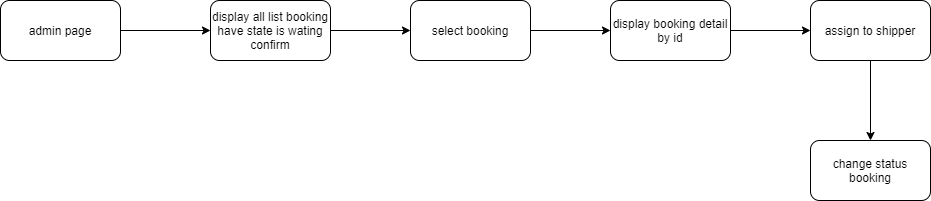 admin page
display all list booking
have state is wating
confirm
select booking
display booking detail
by id
assign to shipper
change status
booking